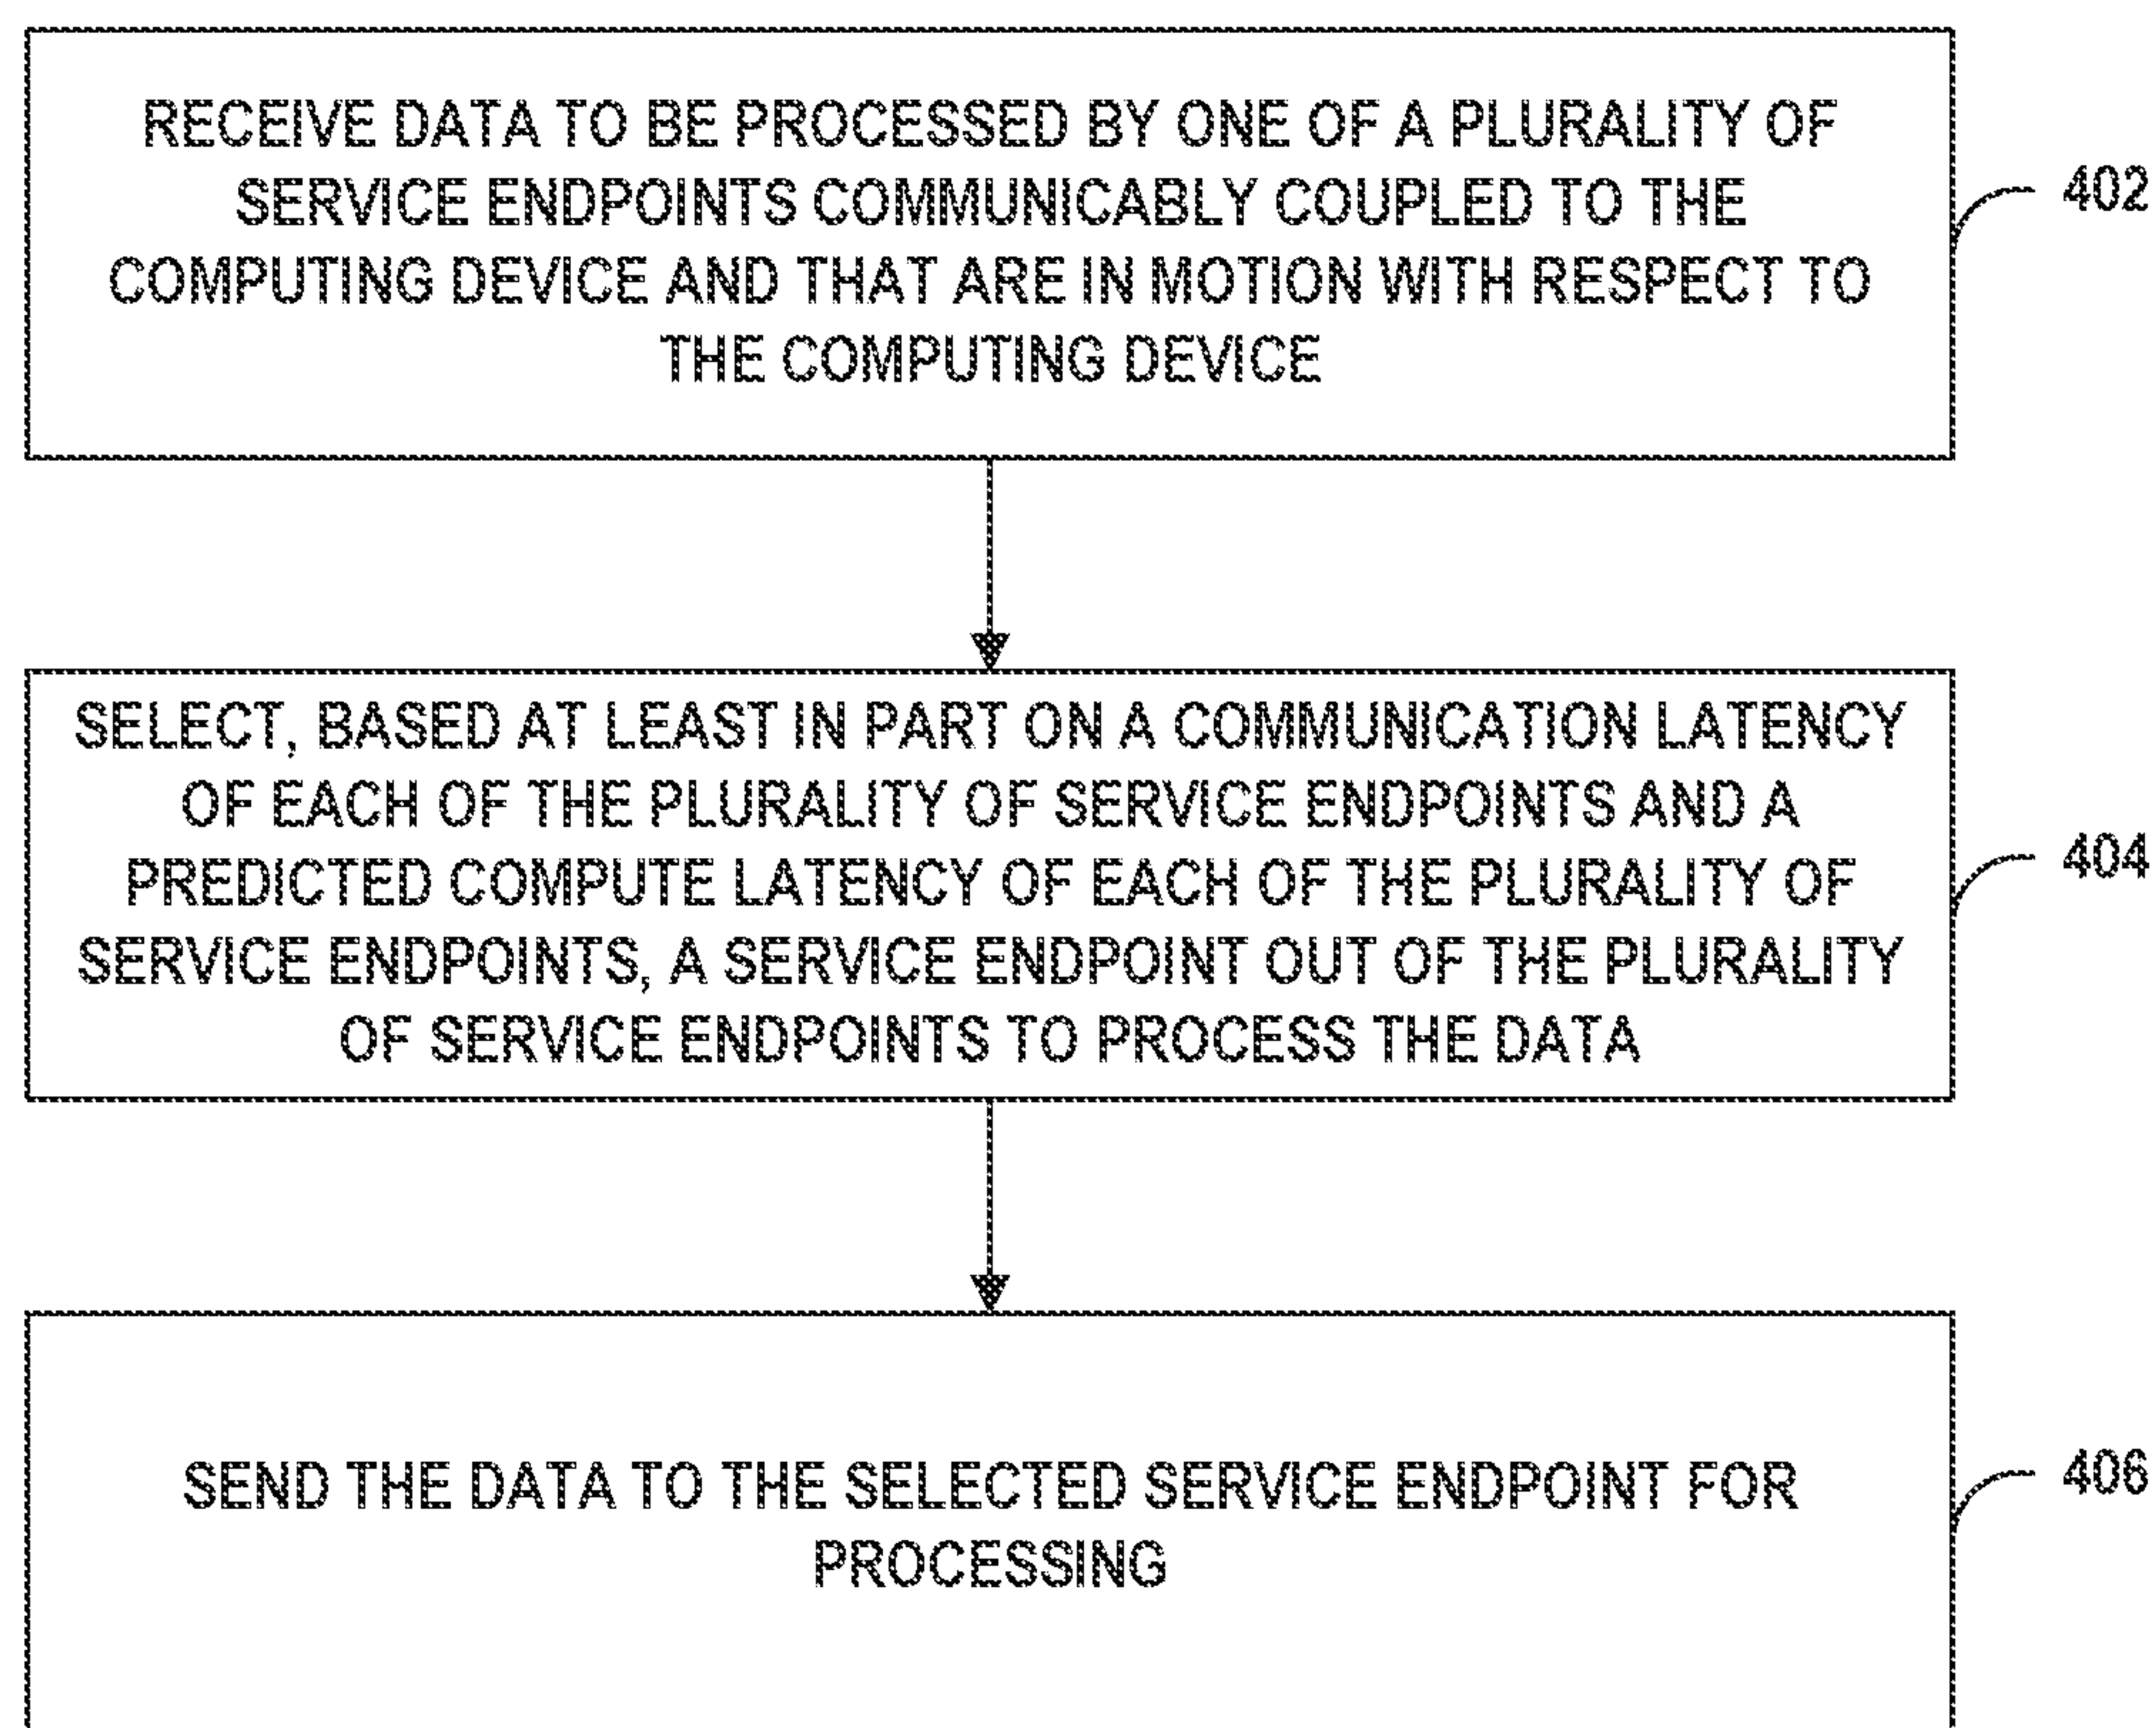 RECEIVE DATA TO BE PROCESSED BY ONE OF A PLURALITY OF
SERVICE ENDPOINTS COMMUNICABLY COUPLED TO THE
COMPUTING DEVICE AND THAT ARE IN MOTION WITH RESPECT TO
THE COMPUTING DEVICE
402
SELECT, BASED AT LEAST IN PART ON A COMMUNICATION LATENCY
OF EACH OF THE PLURALITY OF SERVICE ENDPOINTS AND A
PREDICTED COMPUTE LATENCY OF EACH OF THE PLURALITY OF
SERVICE ENDPOINTS, A SERVICE ENDPOINT OUT OF THE PLURALITY
OF SERVICE ENDPOINTS TO PROCESS THE DATA
404
SEND THE DATA TO THE SELECTED SERVICE ENDPOINT FOR
PROCESSING
406